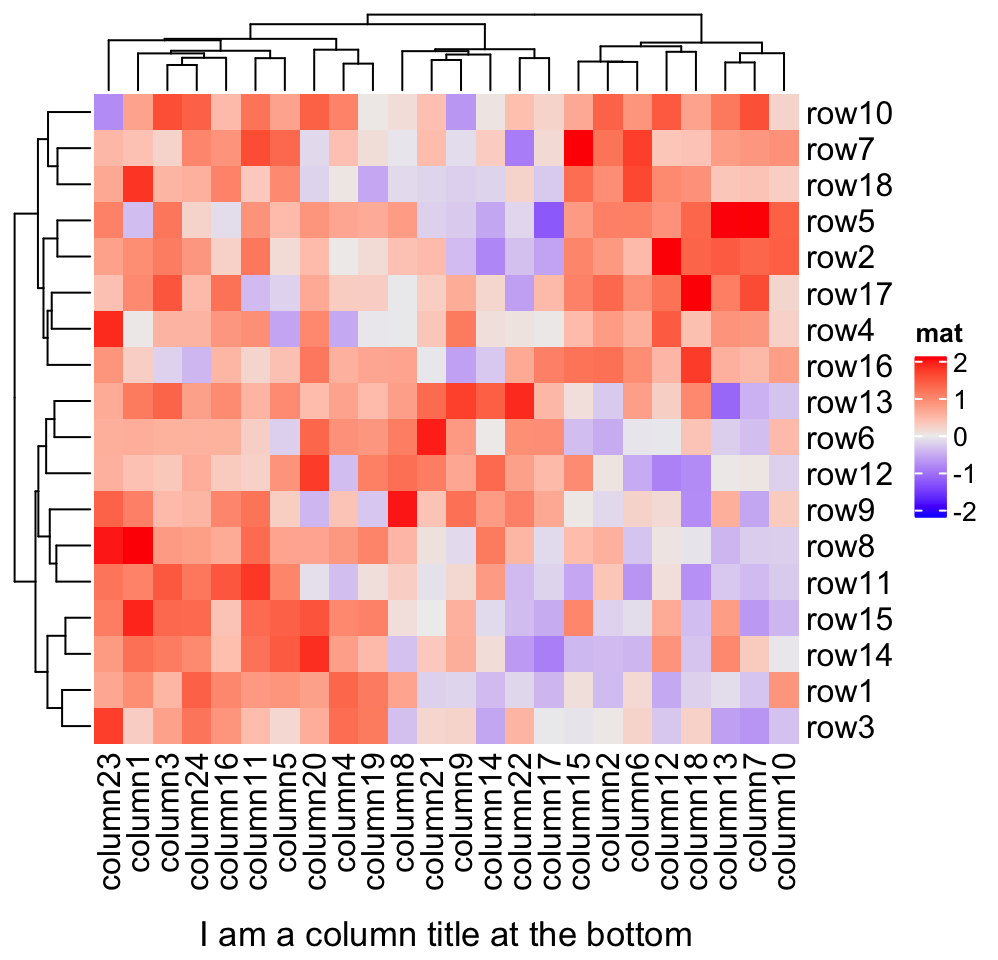 row10
row7
row18
row5
row2
row17
row4
row16
row13
row6
row12
row9
row8
row11
row15
row14
row1
row3
mat
2
1
0
-1
-2
column23
column1
column3
column24
column16
column11
column5
column20
column4
column19
column8
column21
column9
column14
column22
column17
column15
column2
column6
column12
column18
column13
column7
column10
I am a column title at the bottom